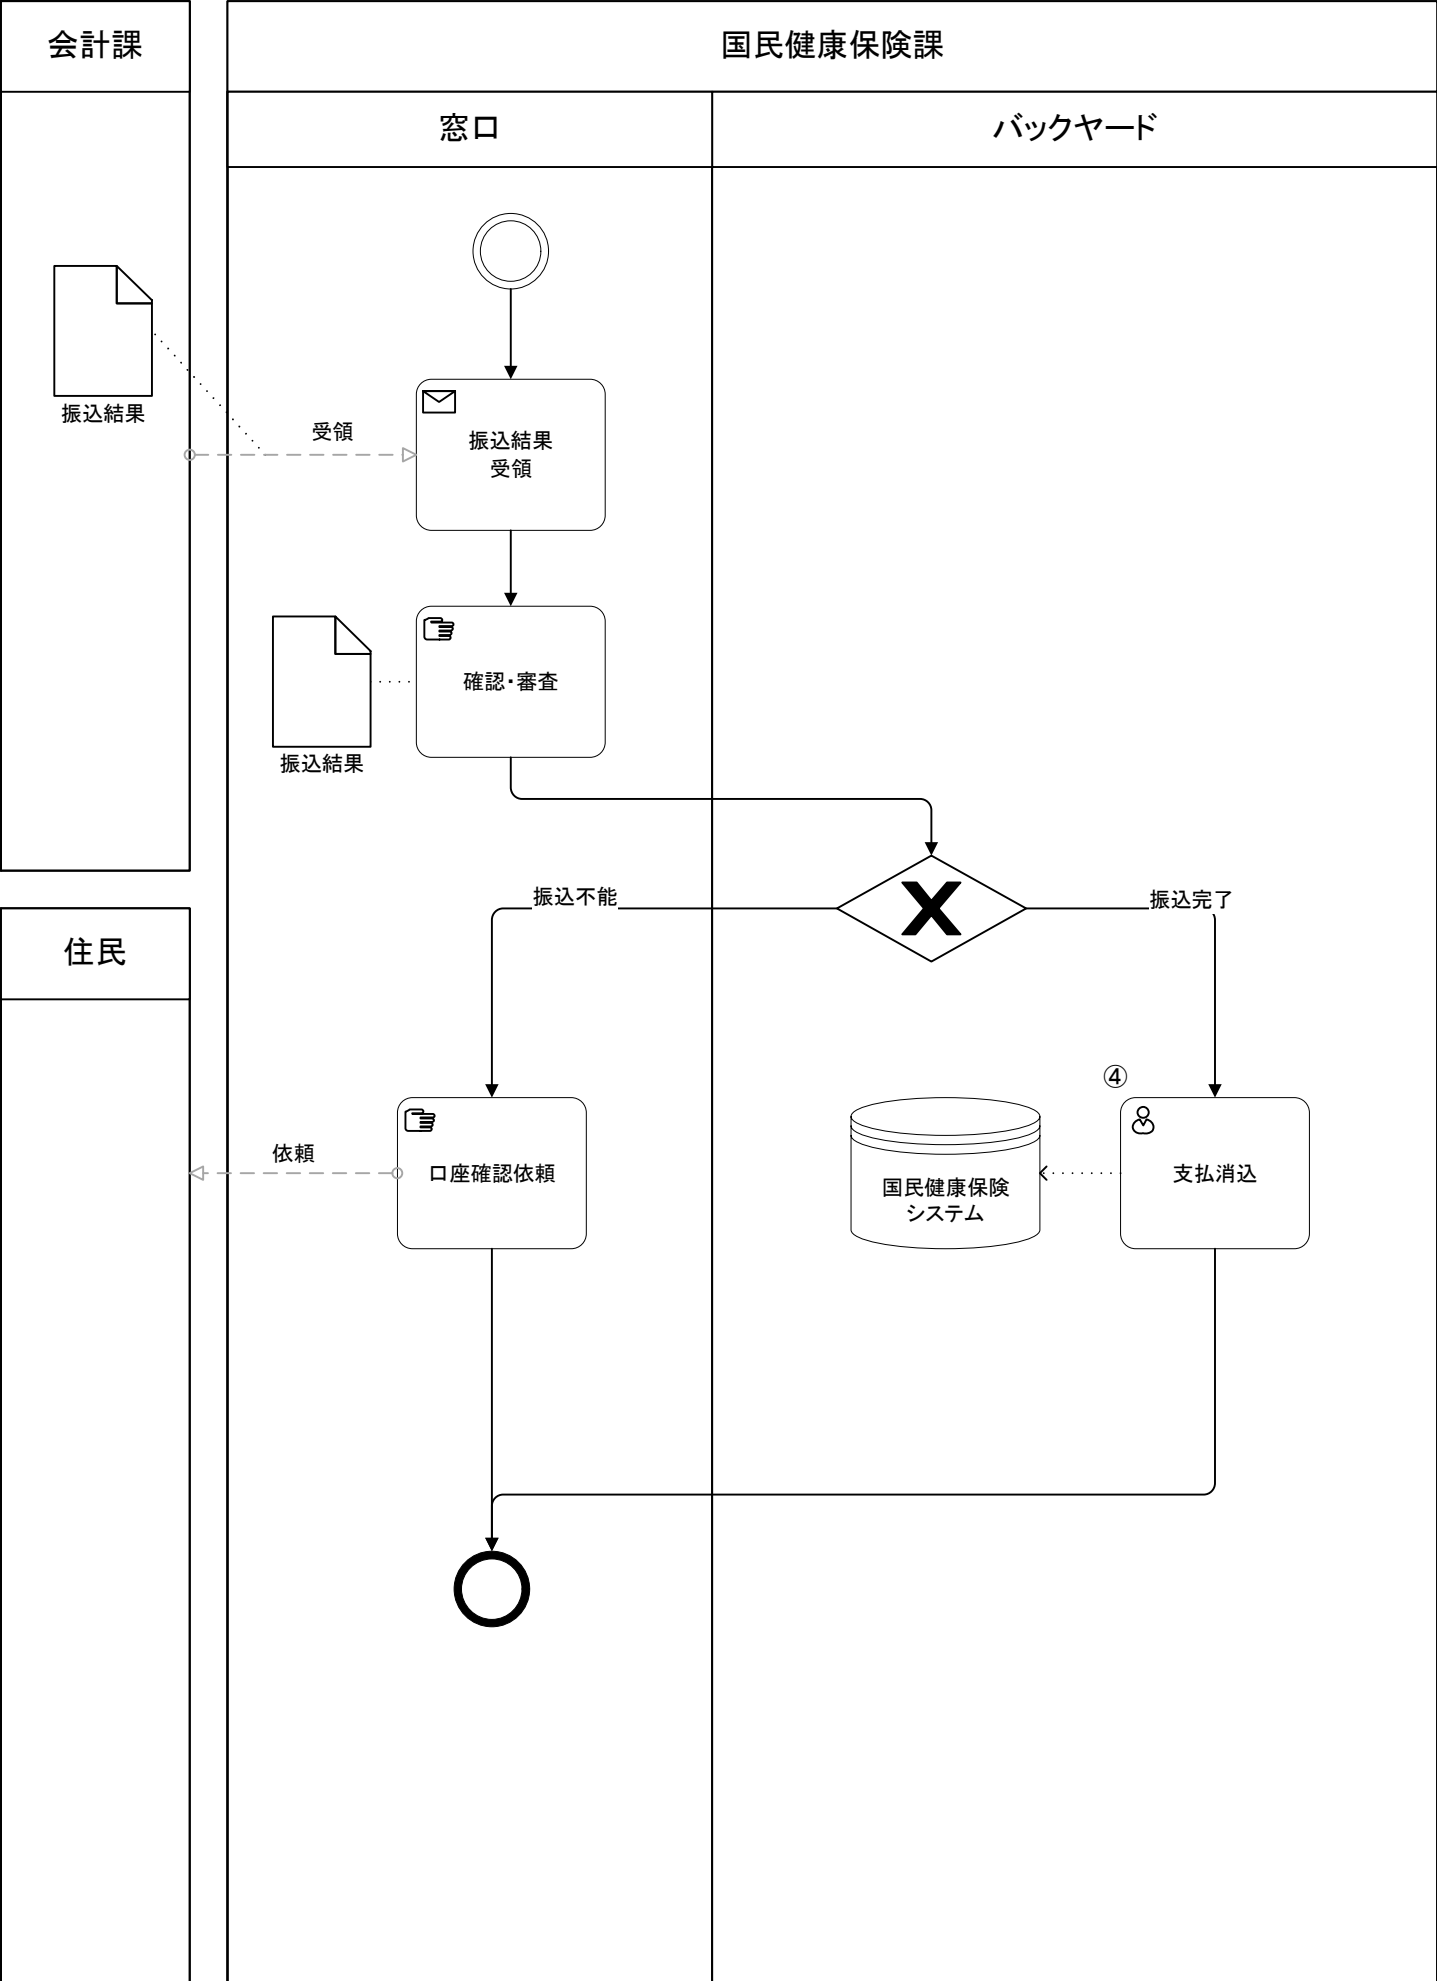 会計課
国民健康保険課
窓口
バックヤード
振込結果
受領
振込結果
受領
確認・審査
振込結果
振込不能
振込完了
住民
④
依頼
口座確認依頼
国民健康保険
システム
支払消込